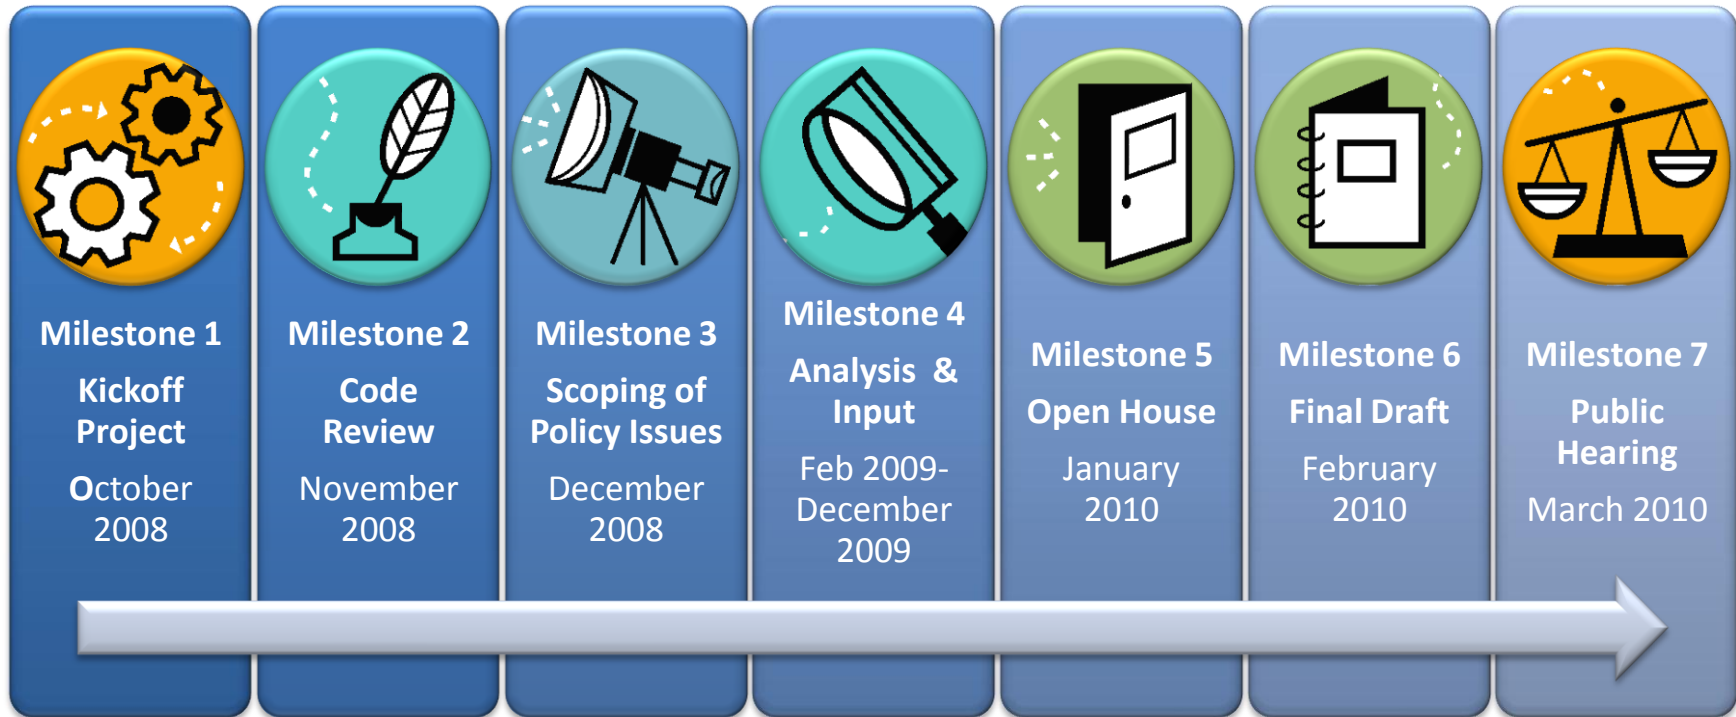 Milestone 1
Kickoff
Project
October
2008
Milestone 2
Code
Review
November
2008
Milestone 3
Scoping of
Policy Issues
December
2008
Milestone 4
Analysis  &
Input
Feb 2009-
December
2009
Milestone 5
Open House
January
2010
Milestone 6
Final Draft
February
2010
Milestone 7
Public
Hearing
March 2010